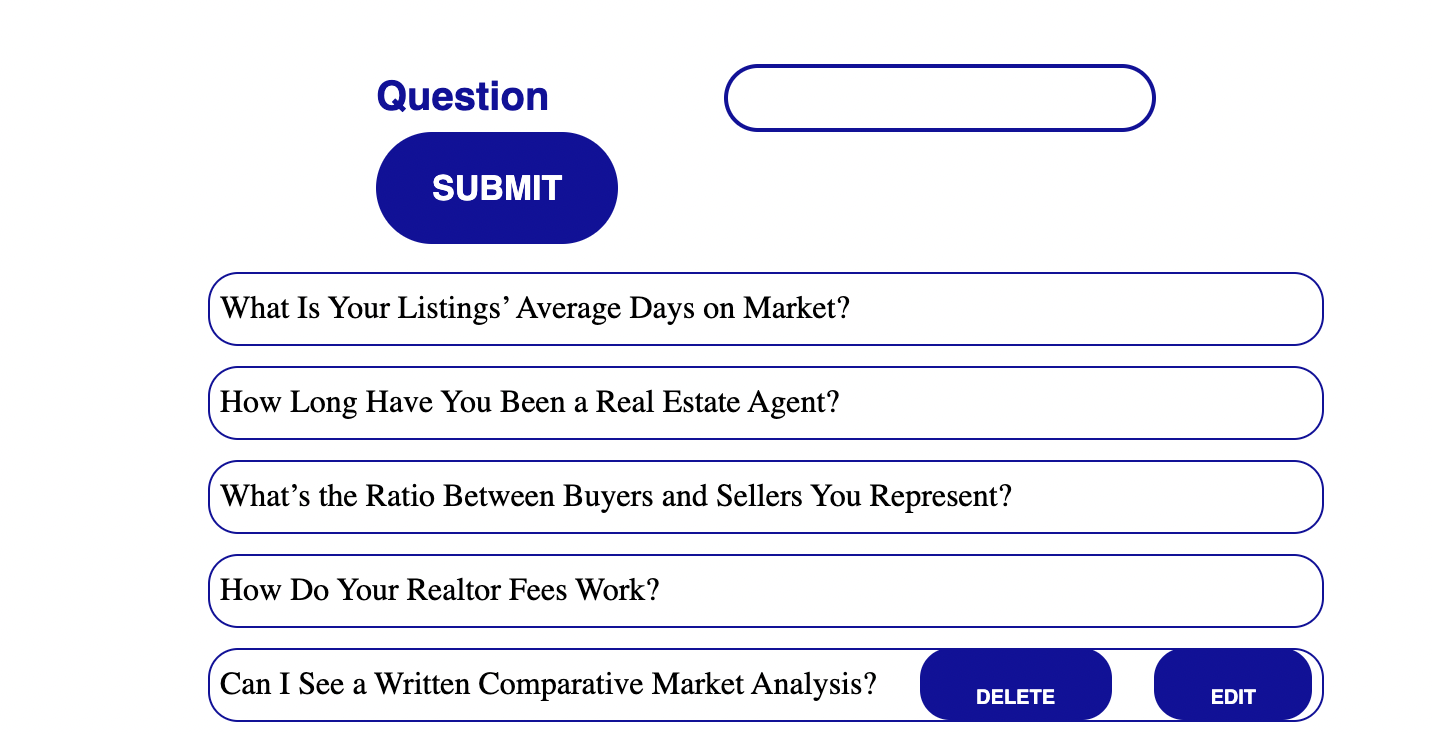 Question
SUBMIT
What Is Your Listings’ Average Days on Market?
How Long Have You Been a Real Estate Agent?
What’s the Ratio Between Buyers and Sellers You Represent?
How Do Your Realtor Fees Work?
Can I See a Written Comparative Market Analysis? DELETE EDIT